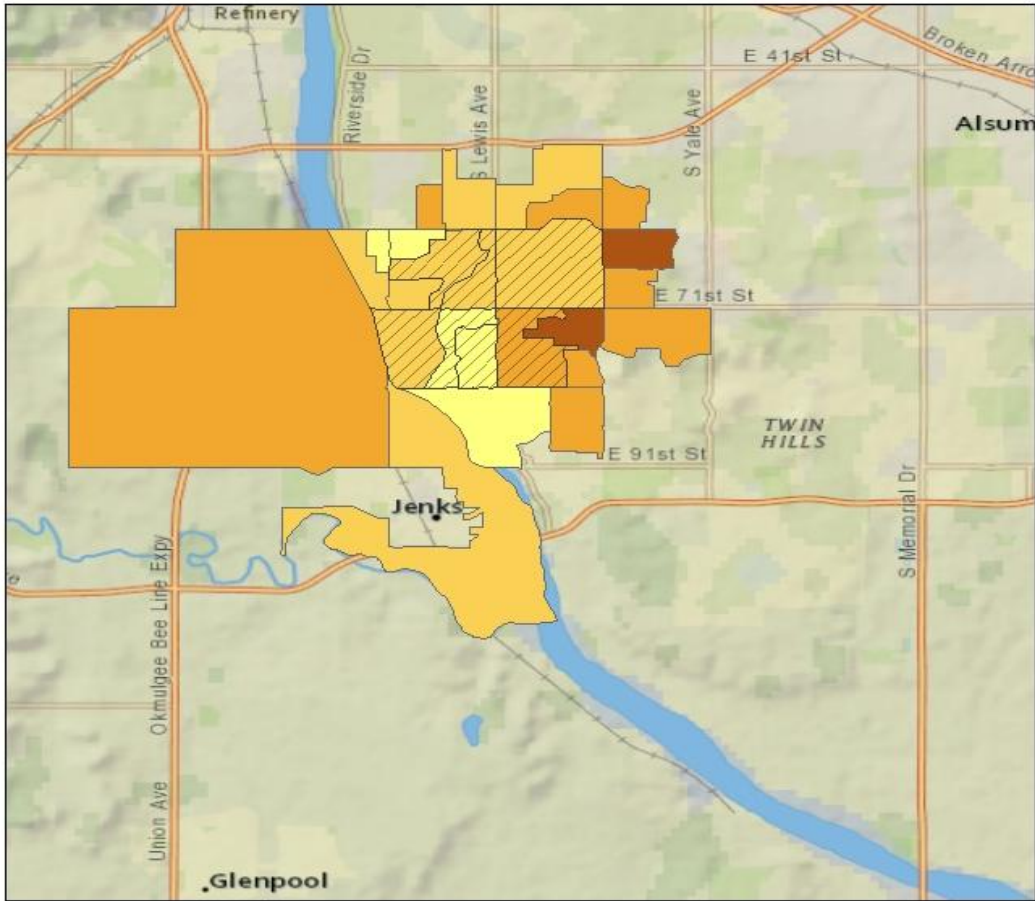 Refinery
Riverside Dr
S Lewis Ave
E 41st St
S Yale Ave
Broken Arro
Alsum
E 71st St
TWIN
HILLS
E 91st St
Jenks
S Memorial Dr
e
Okmulgee Bee Line Expy
Union Ave
Glenpool